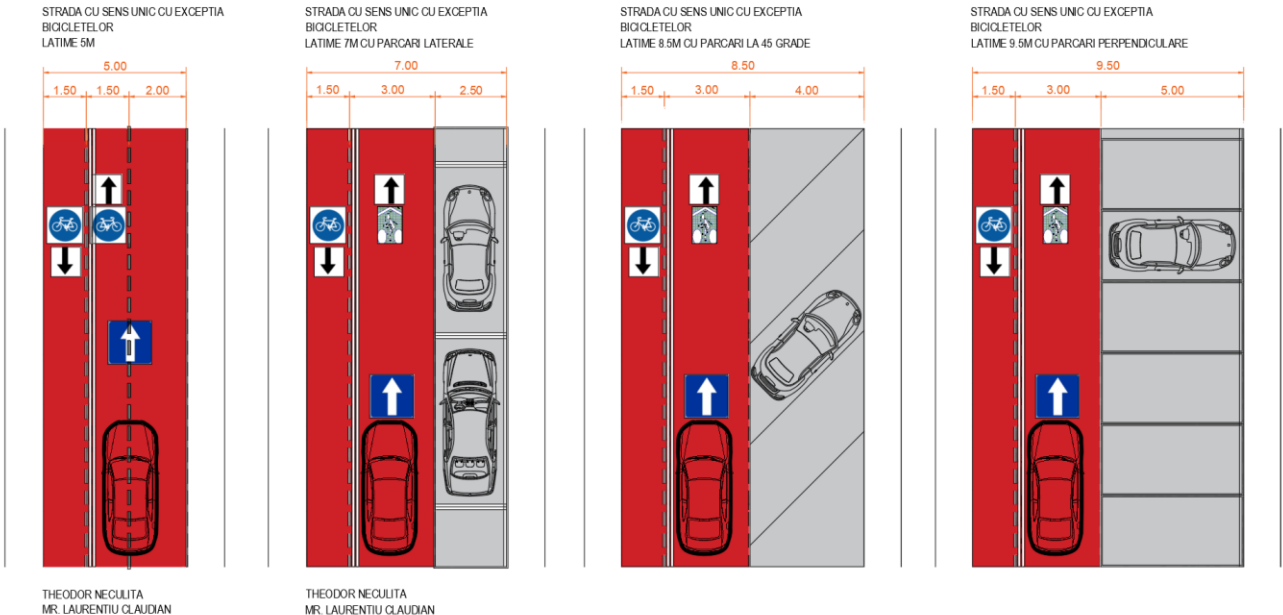 STRADA CU SENS UNIC CU EXCEPTIA
BICICLETELOR
LATIME 5M
5.00
1.50 1.50 2.00
THEODOR NECULITA
MR. LAURENTIU CLAUDIAN
STRADA CU SENS UNIC CU EXCEPTIA
BICICLETELOR
LATIME 7M CU PARCARI LATERALE
7.00
1.50 3.00 2.50
THEODOR NECULITA
MR. LAURENTIU CLAUDIAN
STRADA CU SENS UNIC CU EXCEPTIA
BICICLETELOR
LATIME 8.5M CU PARCARI LA 45 GRADE
8.50
1.50 3.00 4.00
STRADA CU SENS UNIC CU EXCEPTIA
BICICLETELOR
LATIME 9.5M CU PARCARI PERPENDICULARE
9.50
1.50 3.00 5.00